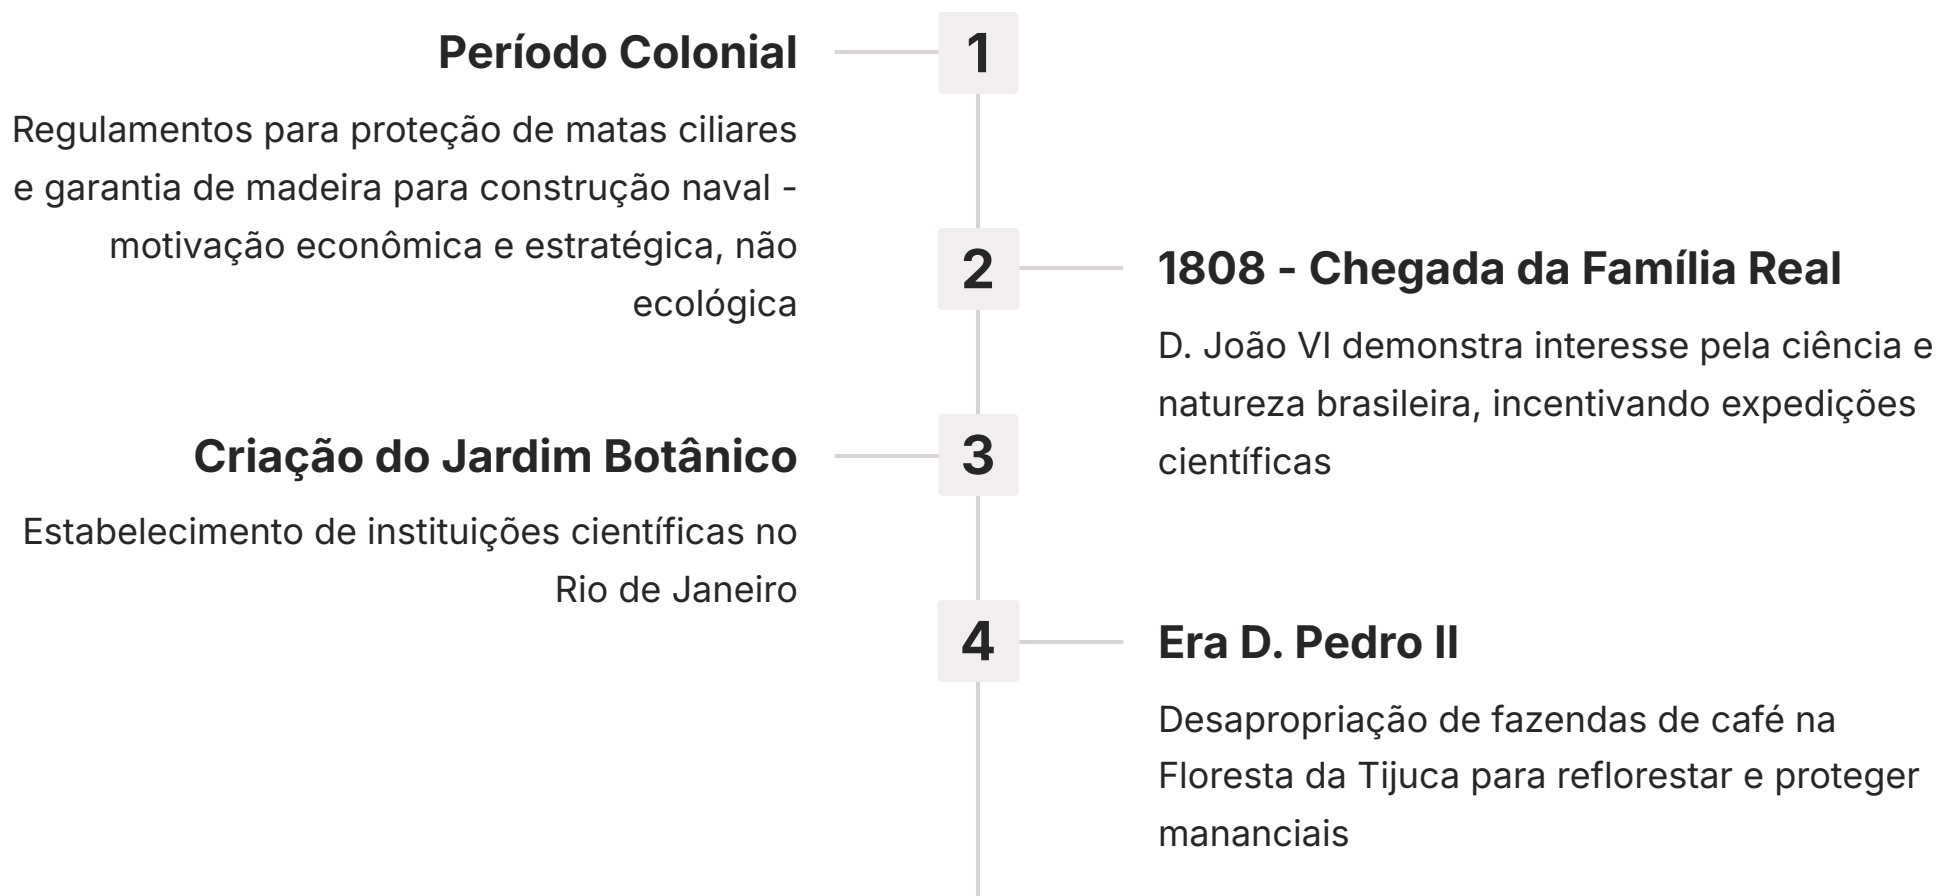 1
Período Colonial
Regulamentos para proteção de matas ciliares
e garantia de madeira para construção naval -
motivação econômica e estratégica, não
ecológica
2
1808 - Chegada da Família Real
D. João VI demonstra interesse pela ciência e
natureza brasileira, incentivando expedições
científicas
3
Criação do Jardim Botânico
Estabelecimento de instituições científicas no
Rio de Janeiro
4
Era D. Pedro II
Desapropriação de fazendas de café na
Floresta da Tijuca para reflorestar e proteger
mananciais